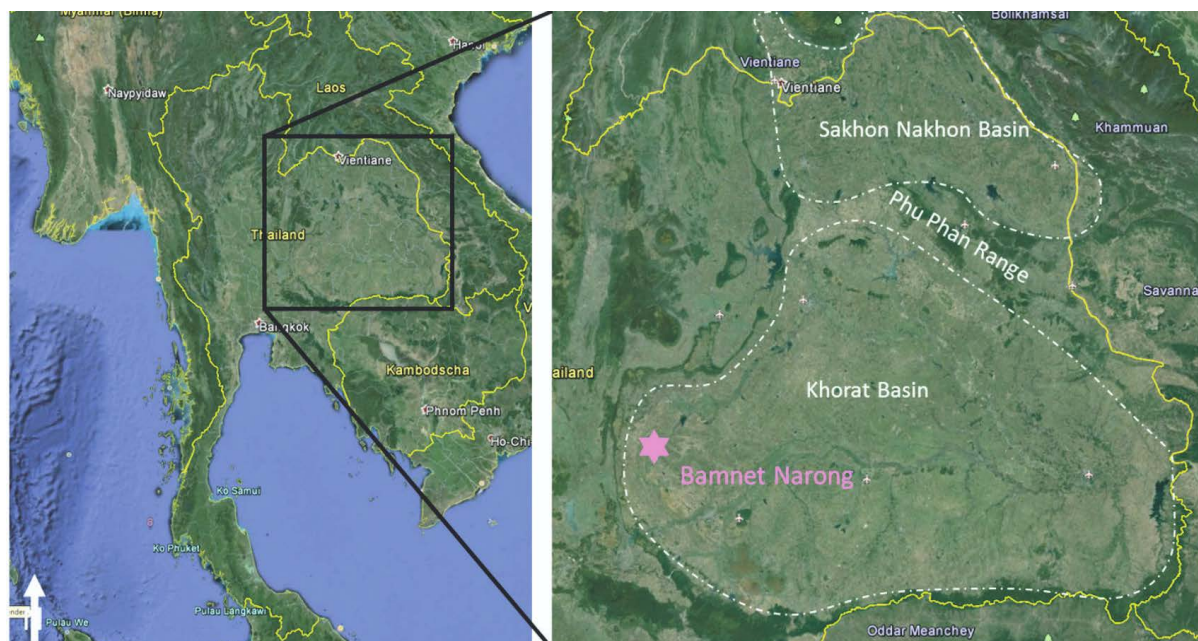 Myanmar (Birma)
Hanoi
Naypyidaw
Laos
Vientiane
Thailand
Bangkok
Kambodscha
Phnom Penh
Ho-Chi
Ko Samui
Ko Phuket
Pulau Langkawi
Pulau We
Bolikhamsai
Vientiane
Vientiane
Sakhon Nakhon Basin
Khammuan
Phu Phan Range
Savanna
ailand
Khorat Basin
Bamnet Narong
Oddar Meanchey